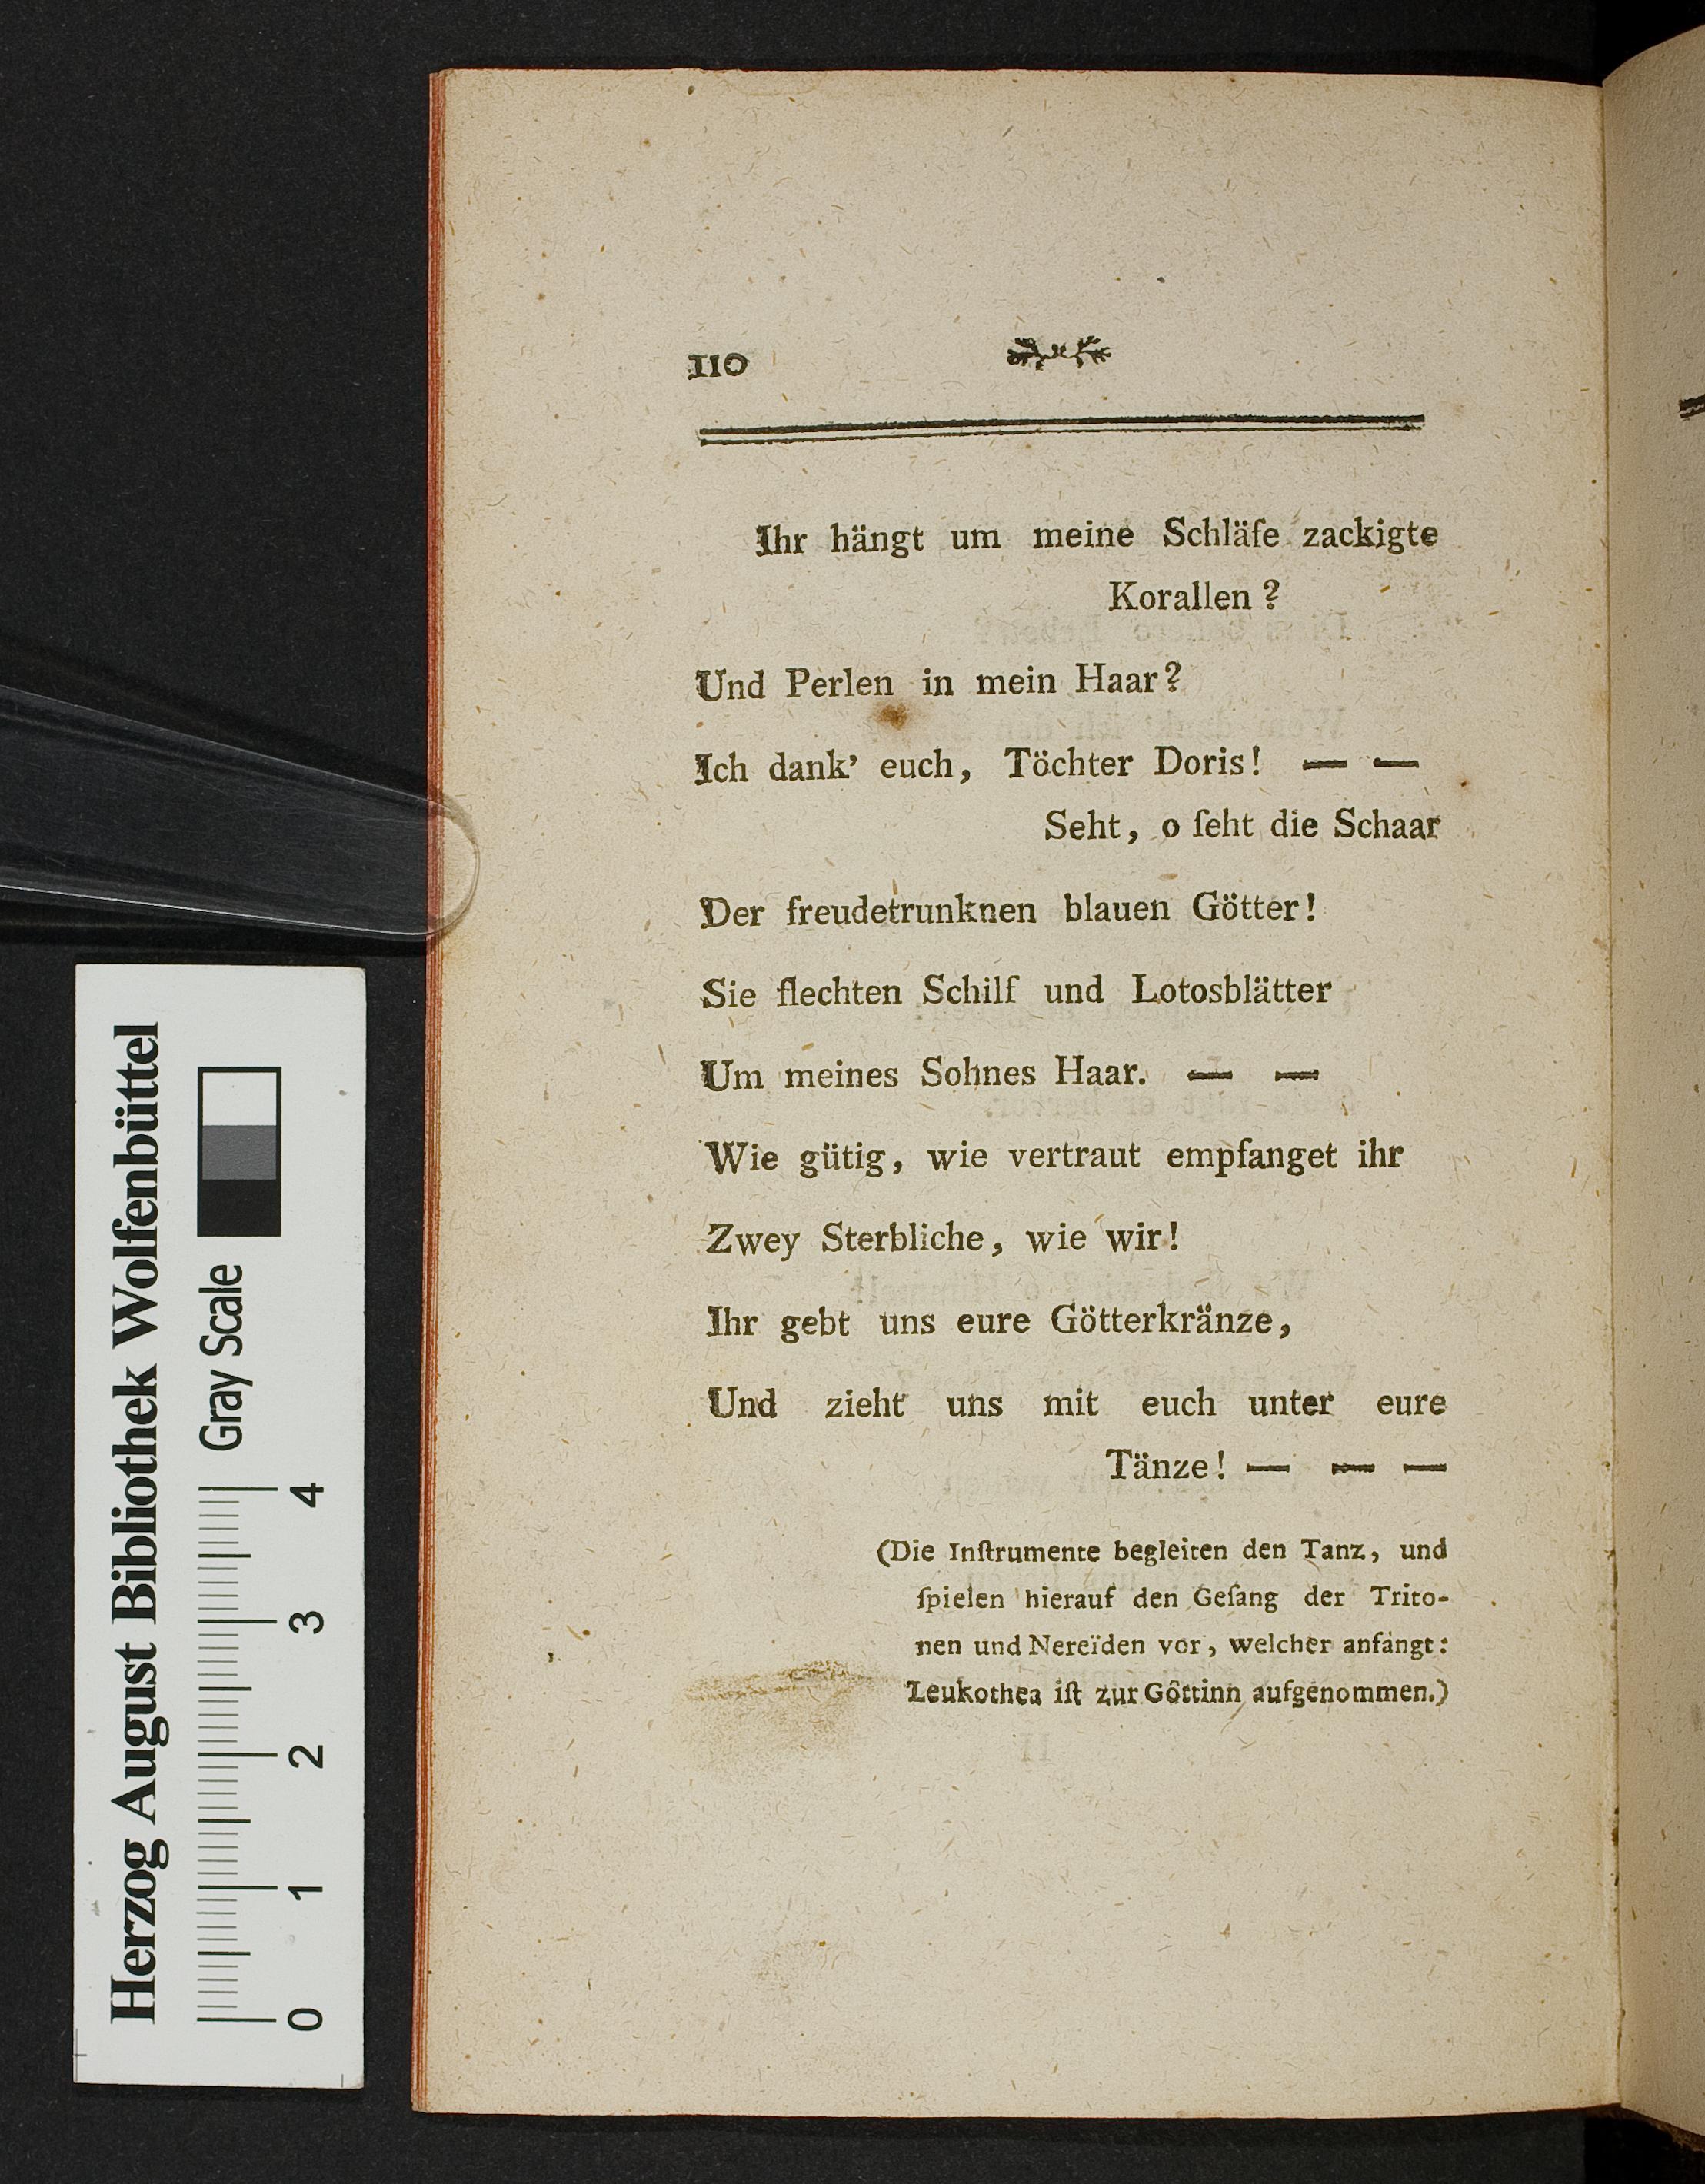 110
Ihr hängt um meine Schläfe zackigte
Korallen?
Und Perlen in mein Haar?
Ich dank' euch, Töchter Doris! — —
Seht, o ſeht die Schaar
Der freudetrunknen blauen Götter!
Sie flechten Schilf und Lotosblätter
Um meines Sohnes Haar. — —
Wie gütig, wie vertraut empfanget ihr
Zwey Sterbliche, wie wir!
Ihr gebt uns eure Götterkränze,
Und zieht uns mit euch unter eure
Tänze! — — —
(Die Inſtrumente begleiten den Tanz, und
ſpielen hierauf den Geſang der Trito-
nen und Nereïden vor, welcher anfängt:
Leukothea iſt zur Göttinn aufgenommen.)
Herzog August Bibliothek Wolfenbüttel
Gray Scale
0 1 2 3 4